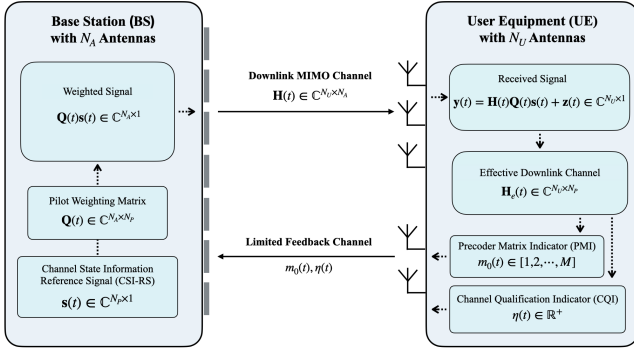 Base Station (BS)
with N_A Antennas
Weighted Signal
Q(t)s(t) ∈ ℂ^{N_A×1}
Pilot Weighting Matrix
Q(t) ∈ ℂ^{N_A×N_P}
Channel State Information
Reference Signal (CSI-RS)
s(t) ∈ ℂ^{N_P×1}
Downlink MIMO Channel
H(t) ∈ ℂ^{N_U×N_A}
Limited Feedback Channel
m_0(t), η(t)
User Equipment (UE)
with N_U Antennas
Received Signal
y(t) = H(t)Q(t)s(t) + z(t) ∈ ℂ^{N_U×1}
Effective Downlink Channel
H_e(t) ∈ ℂ^{N_U×N_P}
Precoder Matrix Indicator (PMI)
m_0(t) ∈ [1,2,⋯,M]
Channel Qualification Indicator (CQI)
η(t) ∈ ℝ^+